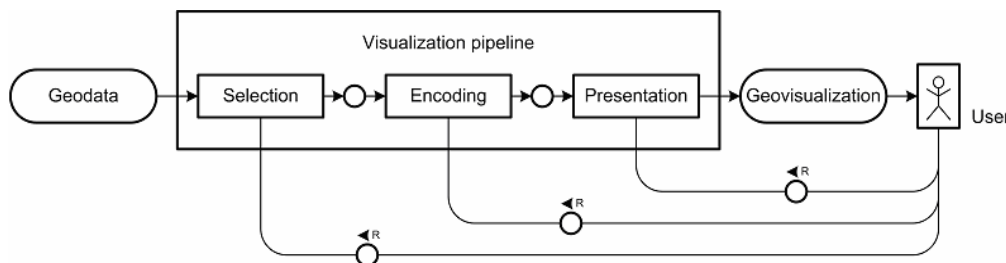 Visualization pipeline
Geodata
Selection
Encoding
Presentation
Geovisualization
User
R
R
R